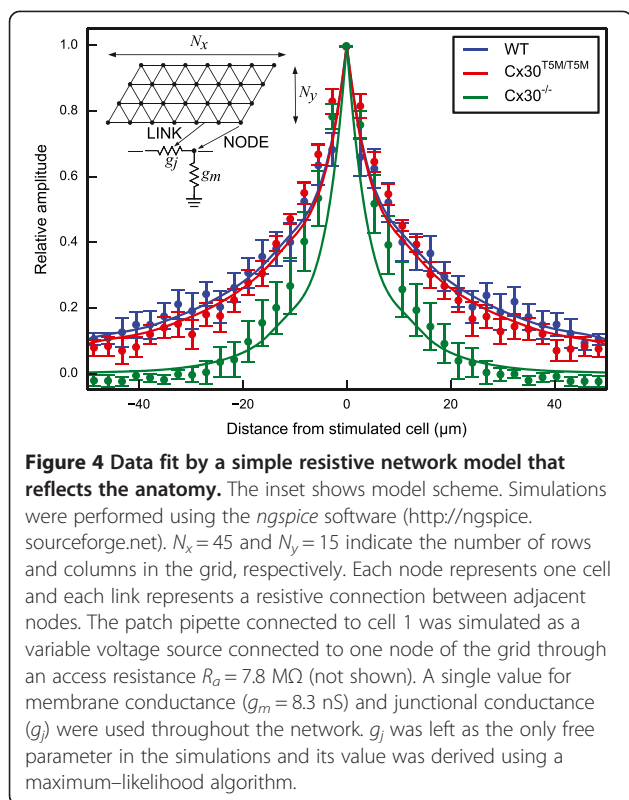 N_x
N_y
LINK
NODE
g_j
g_m
WT
Cx30^T5M/T5M
Cx30^-/-
Relative amplitude
1.0
0.8
0.6
0.4
0.2
0.0
−40
−20
0
20
40
Distance from stimulated cell (µm)
Figure 4 Data fit by a simple resistive network model that
reflects the anatomy. The inset shows model scheme. Simulations
were performed using the ngspice software (http://ngspice.
sourceforge.net). N_x = 45 and N_y = 15 indicate the number of rows
and columns in the grid, respectively. Each node represents one cell
and each link represents a resistive connection between adjacent
nodes. The patch pipette connected to cell 1 was simulated as a
variable voltage source connected to one node of the grid through
an access resistance R_a = 7.8 MΩ (not shown). A single value for
membrane conductance (g_m = 8.3 nS) and junctional conductance
(g_j) were used throughout the network. g_j was left as the only free
parameter in the simulations and its value was derived using a
maximum–likelihood algorithm.